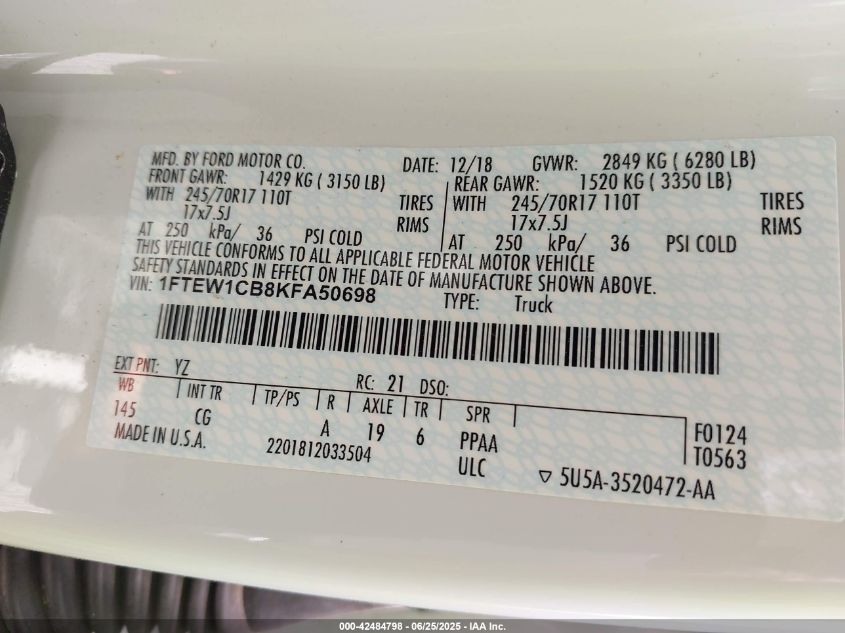 MFD. BY FORD MOTOR CO. DATE: 12/18 GVWR: 2849 KG ( 6280 LB)
FRONT GAWR: 1429 KG ( 3150 LB) REAR GAWR: 1520 KG ( 3350 LB)
WITH 245/70R17 110T TIRES WITH 245/70R17 110T TIRES
17x7.5J RIMS 17x7.5J RIMS
AT 250 kPa/ 36 PSI COLD AT 250 kPa/ 36 PSI COLD
THIS VEHICLE CONFORMS TO ALL APPLICABLE FEDERAL MOTOR VEHICLE
SAFETY STANDARDS IN EFFECT ON THE DATE OF MANUFACTURE SHOWN ABOVE.
VIN: 1FTEW1CB8KFA50698 TYPE: Truck
EXT PNT: YZ RC: 21 DSO:
WB INT TR TP/PS R AXLE TR SPR
145 CG A 19 6 PPAA F0124
MADE IN U.S.A. 2201812033504 ULC T0563
5U5A-3520472-AA
000-42484798 - 06/25/2025 - IAA Inc.